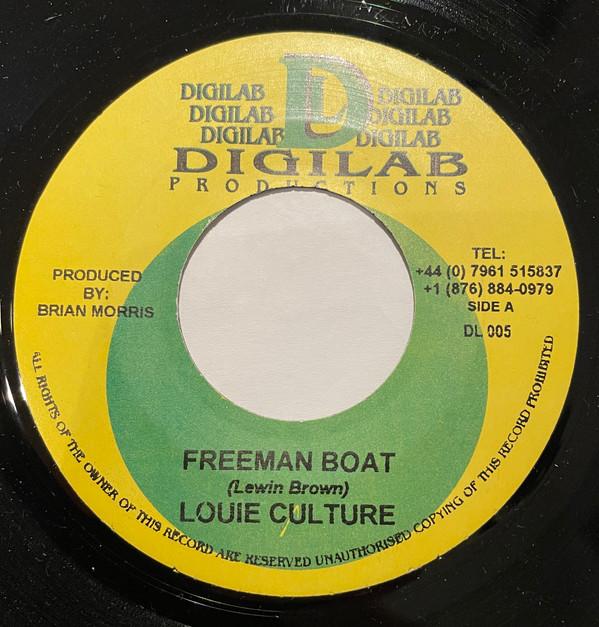 DIGILAB DL DIGILAB
DIGILAB DIGILAB
DIGILAB DIGILAB
DIGILAB
PRODUCTIONS
PRODUCED
BY:
BRIAN MORRIS
TEL:
+44 (0) 7961 515837
+1 (876) 884-0979
SIDE A
DL 005
FREEMAN BOAT
(Lewin Brown)
LOUIE CULTURE
ALL RIGHTS OF THE OWNER OF THIS RECORD ARE RESERVED UNAUTHORISED COPYING OF THIS RECORD PROHIBITED